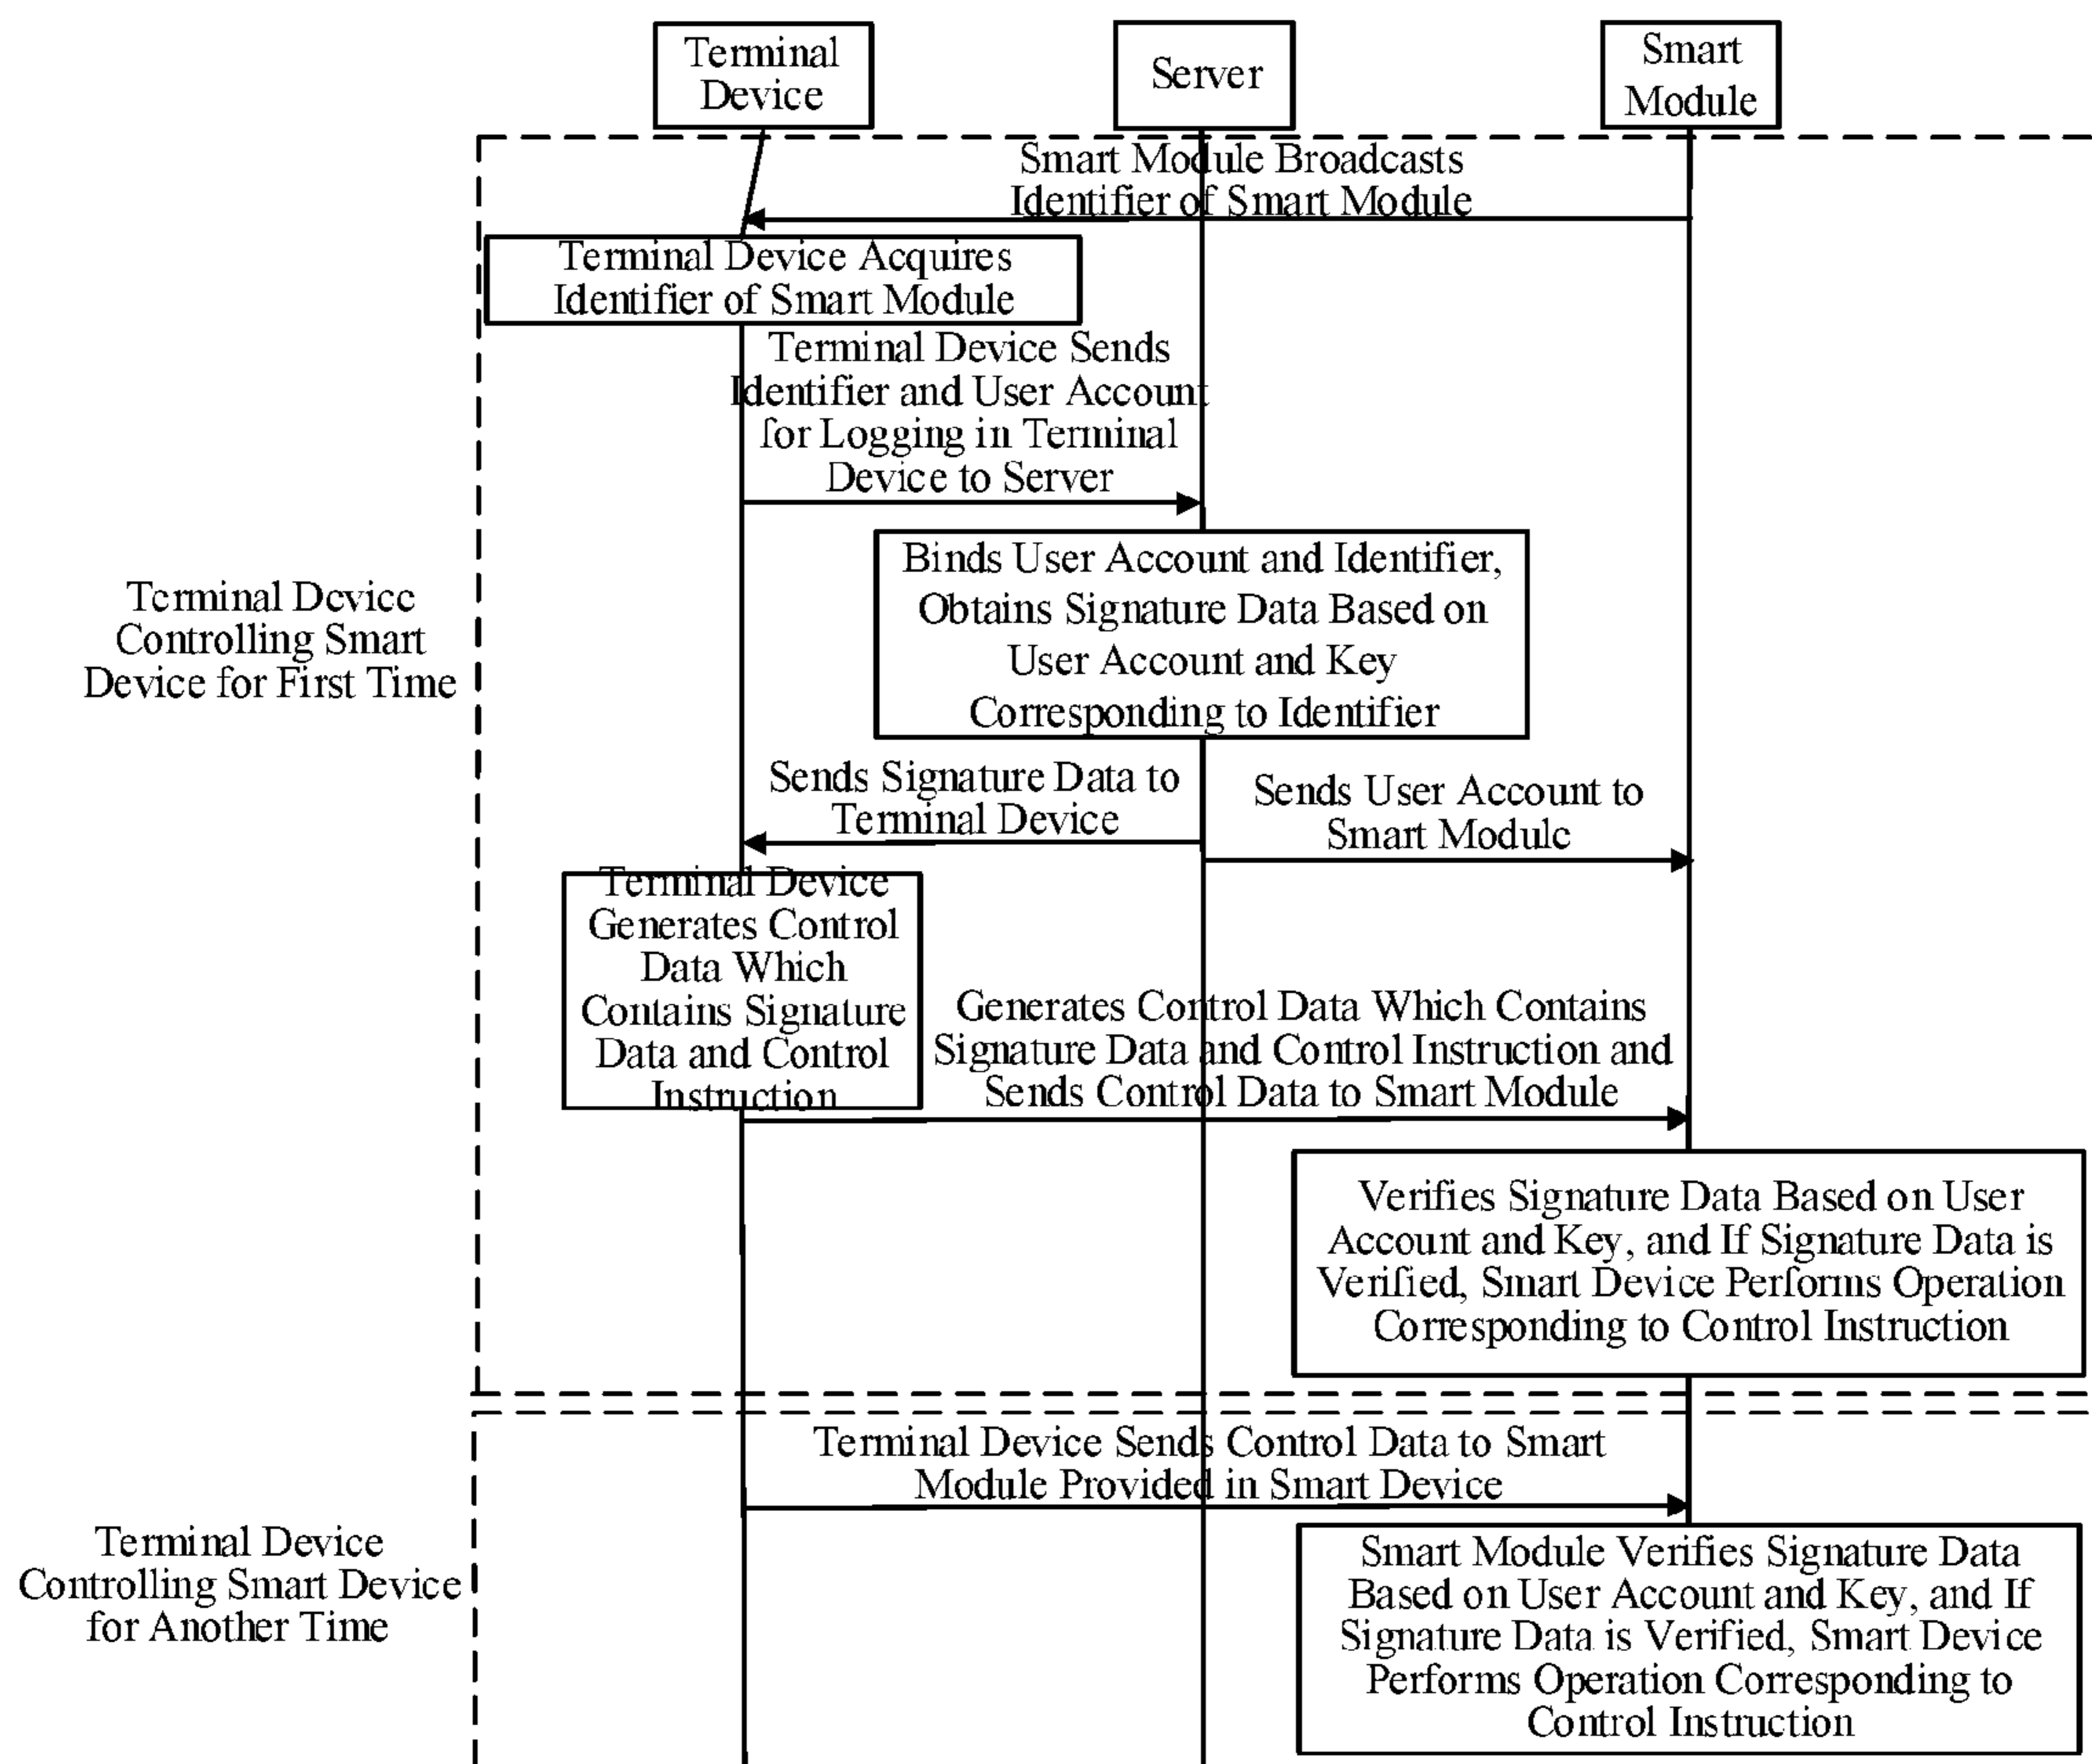 Terminal
Device
Server
Smart
Module
Smart Module Broadcasts
Identifier of Smart Module
Terminal Device Acquires
Identifier of Smart Module
Terminal Device Sends
Identifier and User Account
for Logging in Terminal
Device to Server
Binds User Account and Identifier,
Obtains Signature Data Based on
User Account and Key
Corresponding to Identifier
Terminal Device
Controlling Smart
Device for First Time
Sends Signature Data to
Terminal Device
Sends User Account to
Smart Module
Terminal Device
Generates Control
Data Which
Contains Signature
Data and Control
Instruction
Generates Control Data Which Contains
Signature Data and Control Instruction and
Sends Control Data to Smart Module
Verifies Signature Data Based on User
Account and Key, and If Signature Data is
Verified, Smart Device Performs Operation
Corresponding to Control Instruction
Terminal Device Sends Control Data to Smart
Module Provided in Smart Device
Terminal Device
Controlling Smart Device
for Another Time
Smart Module Verifies Signature Data
Based on User Account and Key, and If
Signature Data is Verified, Smart Device
Performs Operation Corresponding to
Control Instruction